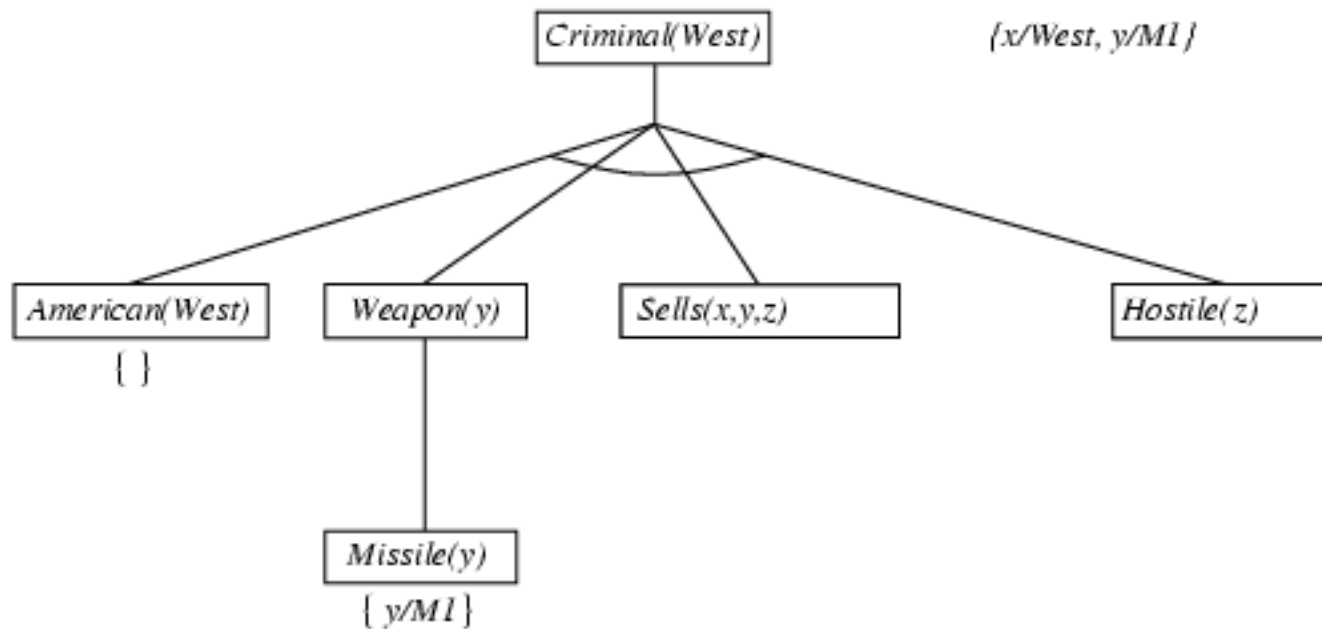 Criminal(West)
{x/West, y/M1}
American(West)
Weapon(y)
Sells(x,y,z)
Hostile(z)
{ }
Missile(y)
{ y/M1 }